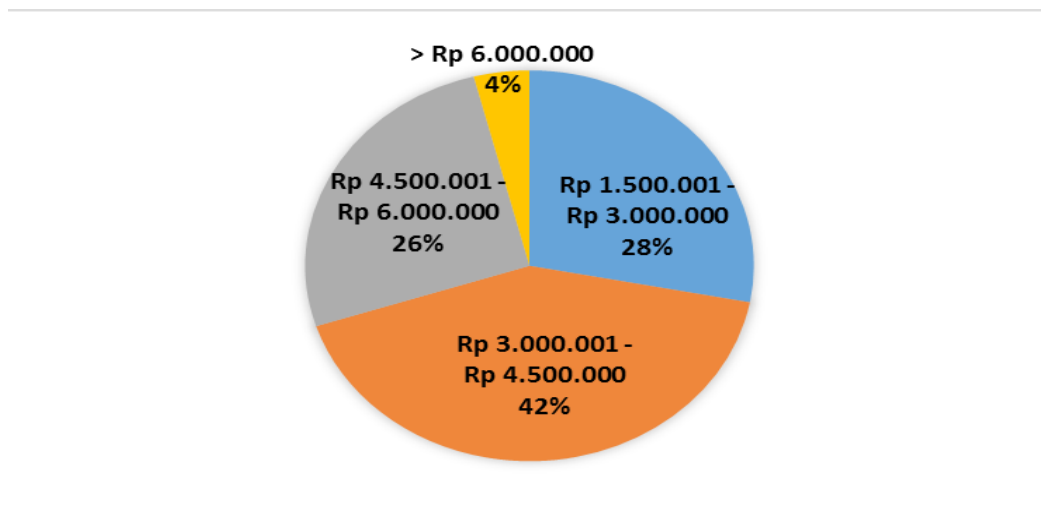 > Rp 6.000.000
4%
Rp 4.500.001 -
Rp 6.000.000
26%
Rp 1.500.001 -
Rp 3.000.000
28%
Rp 3.000.001 -
Rp 4.500.000
42%